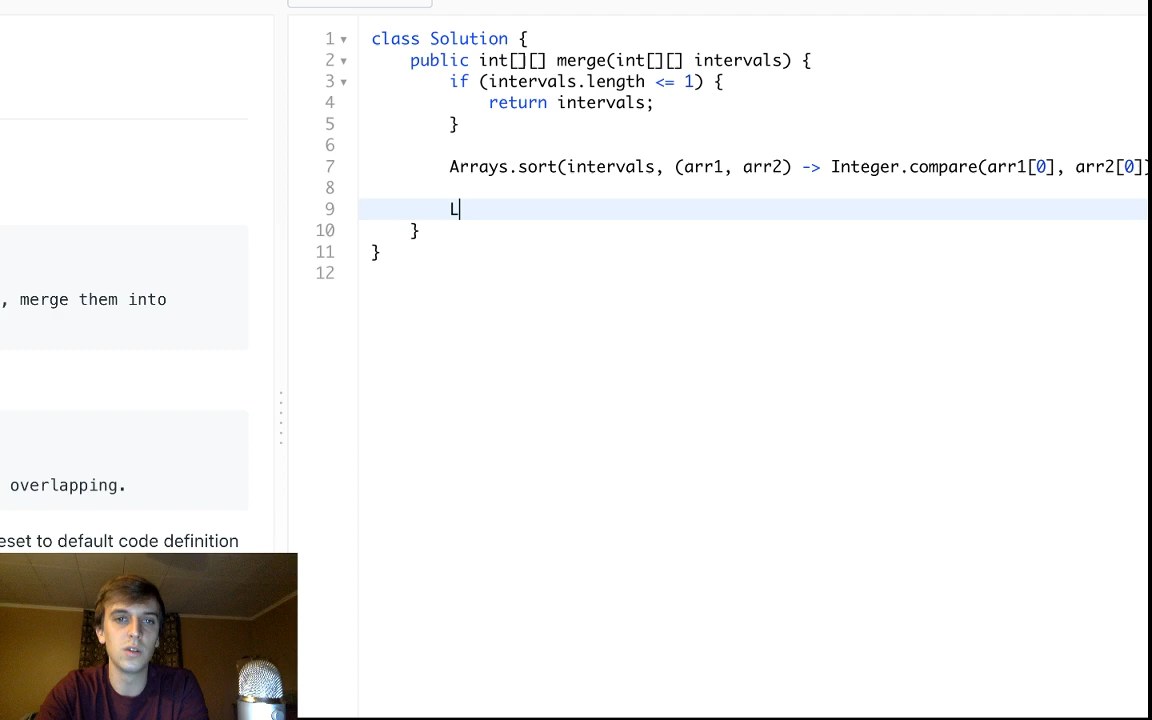 , merge them into
overlapping.
eset to default code definition
1 class Solution {
2 public int[][] merge(int[][] intervals) {
3 if (intervals.length <= 1) {
4 return intervals;
5 }
6
7 Arrays.sort(intervals, (arr1, arr2) -> Integer.compare(arr1[0], arr2[0])
8
9 L
10 }
11 }
12